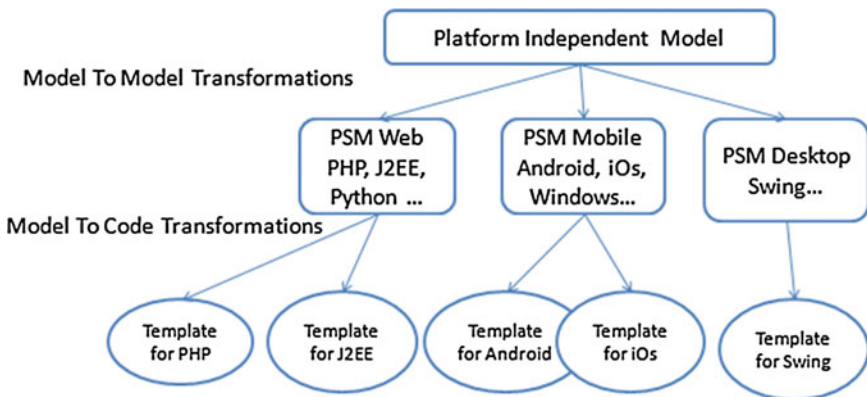 Platform Independent Model
Model To Model Transformations
PSM Web
PHP, J2EE,
Python ...
PSM Mobile
Android, iOs,
Windows...
PSM Desktop
Swing...
Model To Code Transformations
Template
for PHP
Template
for J2EE
Template
for Android
Template
for iOs
Template
for Swing